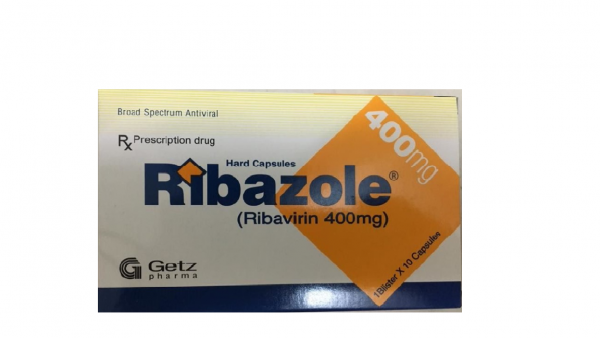 Broad Spectrum Antiviral
Rx Prescription drug
400mg
Hard Capsules
Ribazole®
(Ribavirin 400mg)
1Blister X 10 Capsules
G Getz
pharma